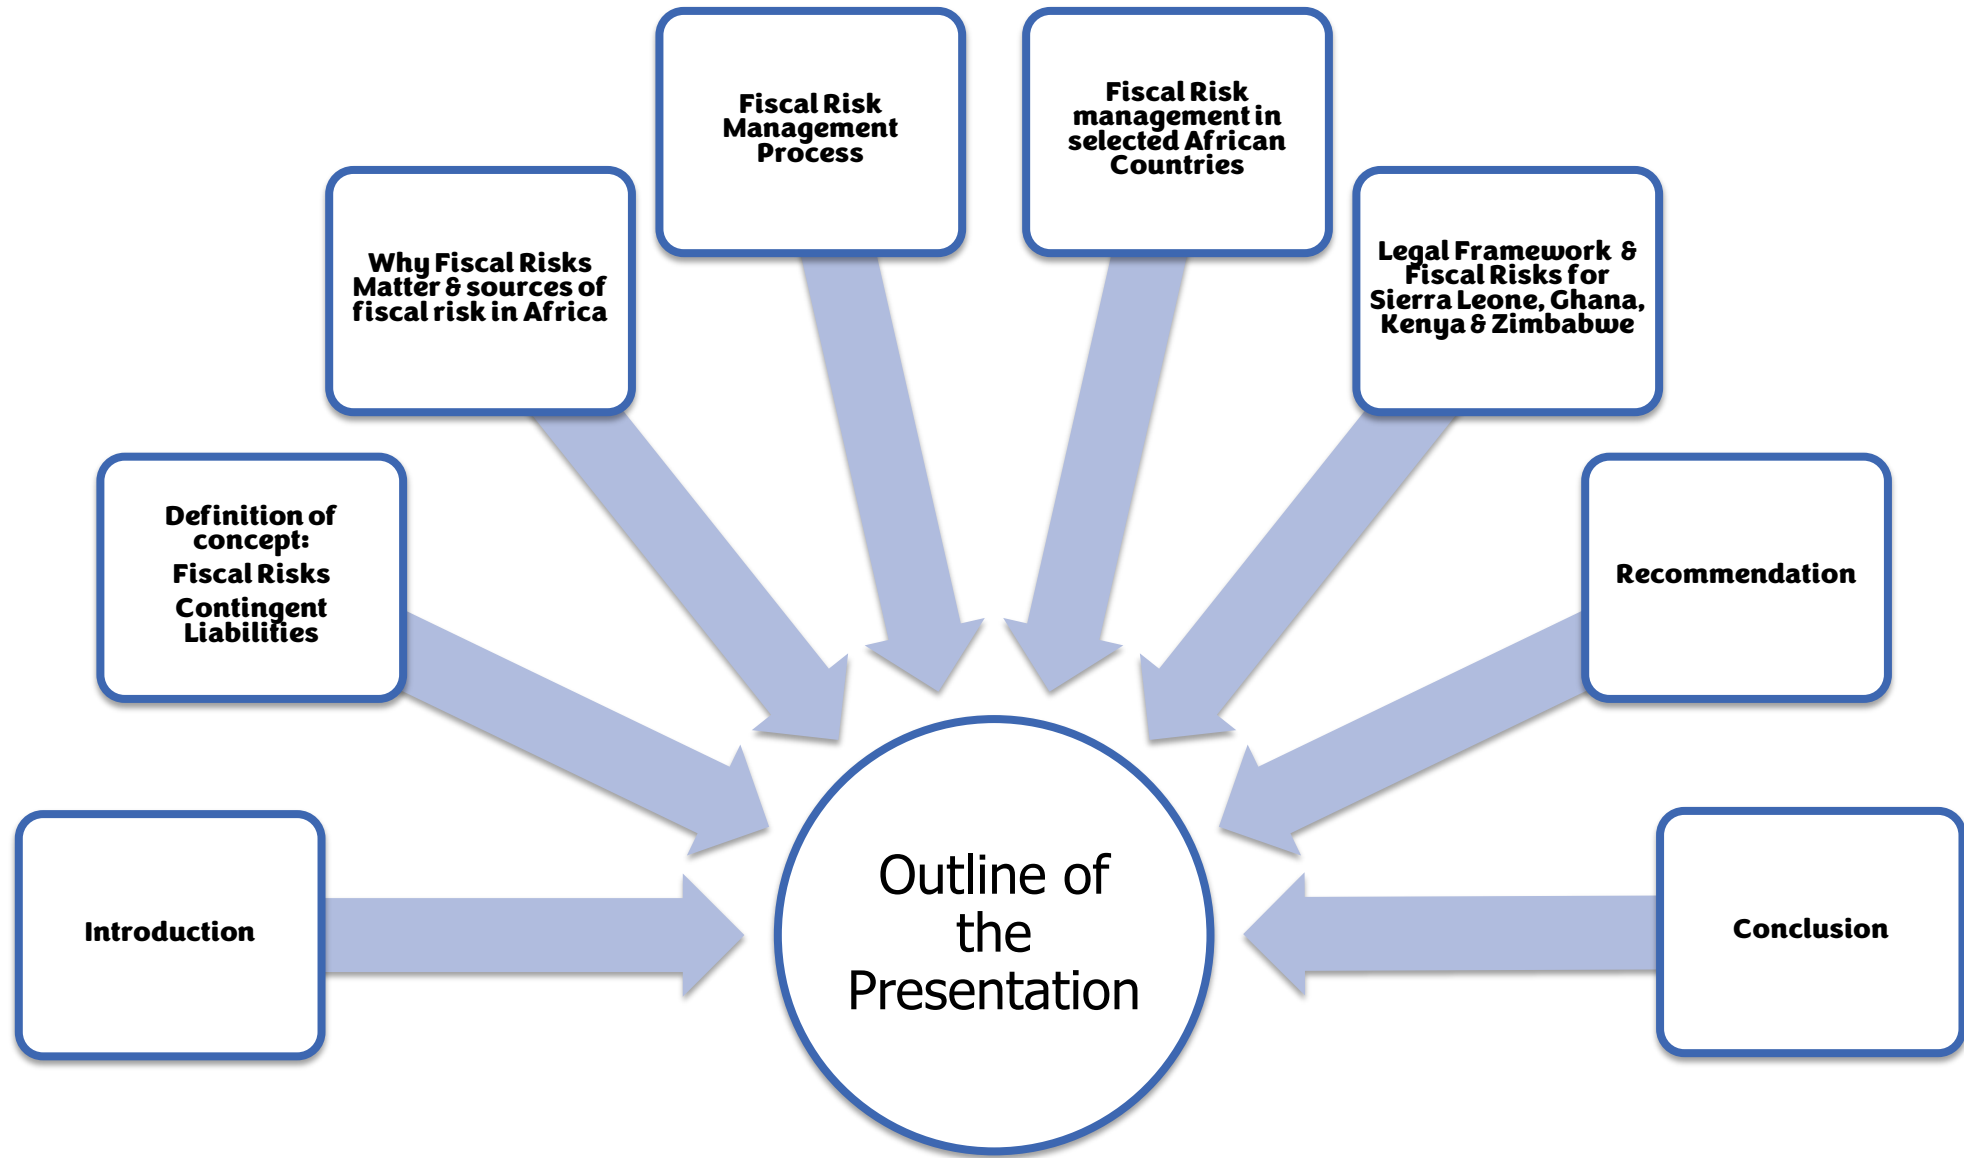 Introduction
Definition of
concept:
Fiscal Risks
Contingent
Liabilities
Why Fiscal Risks
Matter & sources of
fiscal risk in Africa
Fiscal Risk
Management
Process
Fiscal Risk
management in
selected African
Countries
Legal Framework & 
Fiscal Risks for
Sierra Leone, Ghana,
Kenya & Zimbabwe
Recommendation
Conclusion
Outline of
the
Presentation